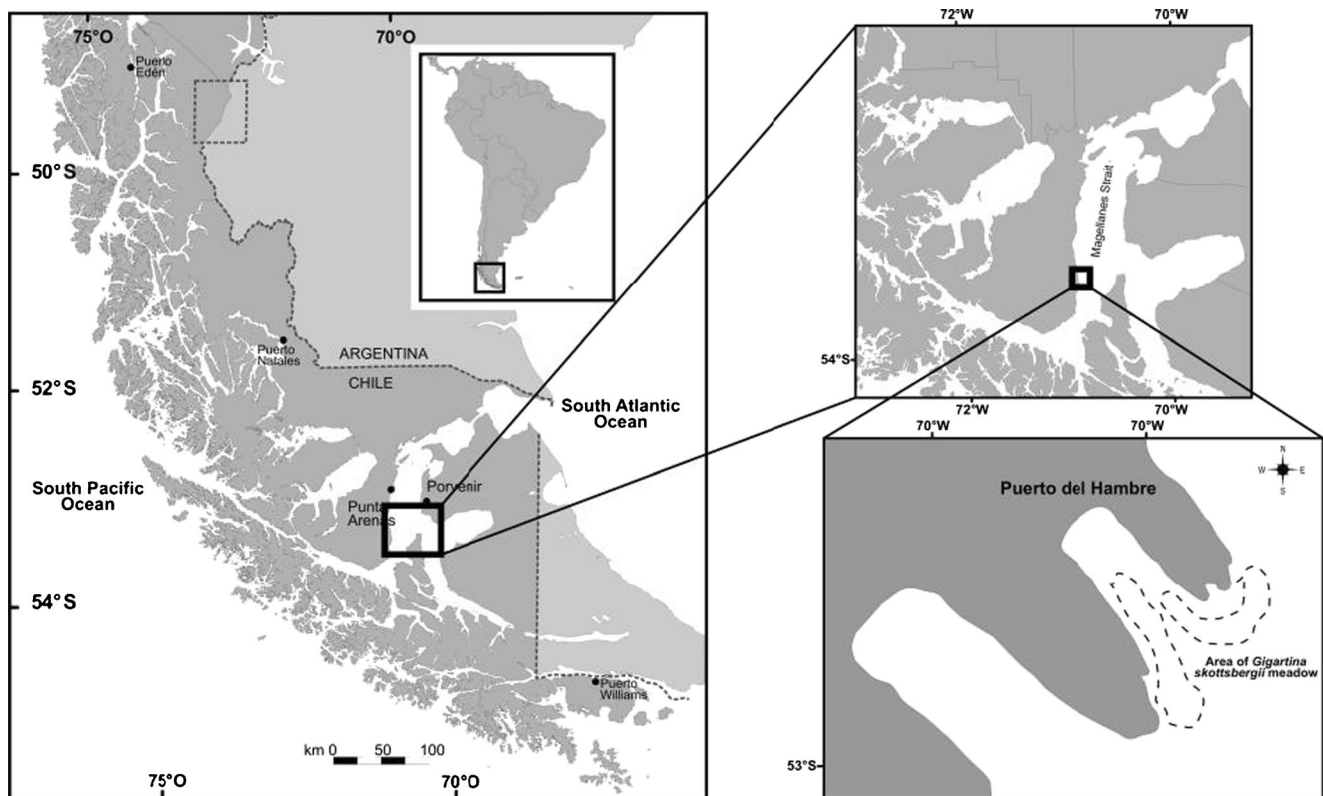 75°O
70°O
Puerto
Edén
50°S
Puerto
Natales
ARGENTINA
CHILE
52°S
South Atlantic
Ocean
South Pacific
Ocean
Punta
Arenas
Porvenir
54°S
Puerto
Williams
km 0 50 100
75°O
70°O
72°W
70°W
Magellanes Strait
54°S
72°W
70°W
70°W
70°W
N
W
E
S
Puerto del Hambre
Area of Gigartina
skottsbergii meadow
53°S